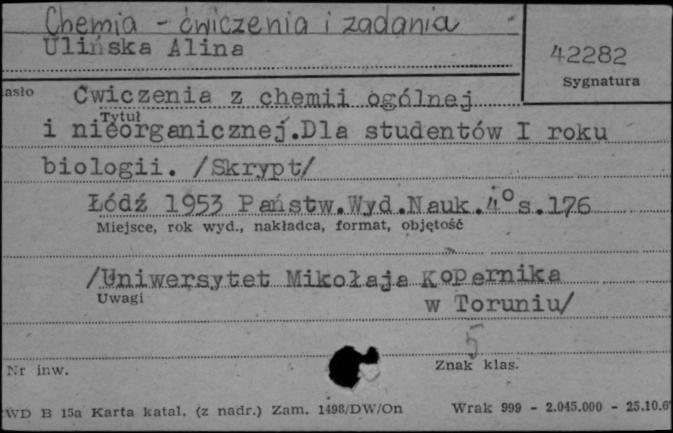 Chemia - ćwiczenia i zadania
Ulińska Alina
42282
Sygnatura
asło
Ćwiczenia z chemii ogólnej
Tytuł
i nieorganicznej.Dla studentów I roku
biologii. /Skrypt/
Łódź 1953 Państw.Wyd.Nauk.4° s.176
Miejsce, rok wyd., nakładca, format, objętość
/Uniwersytet Mikołaja Kopernika
Uwagi
w Toruniu/
5
Nr inw.
Znak klas.
WD B 15a Karta katal. (z nadr.) Zam. 1498/DW/On Wrak 999 - 2.045.000 - 25.10.6